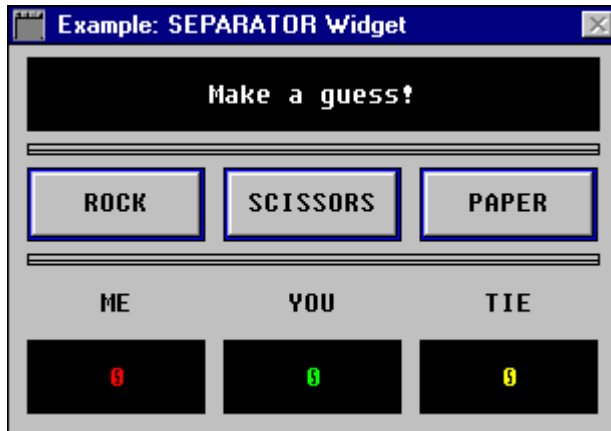 Example: SEPARATOR Widget
Make a guess!
ROCK SCISSORS PAPER
ME YOU TIE
0 0 0